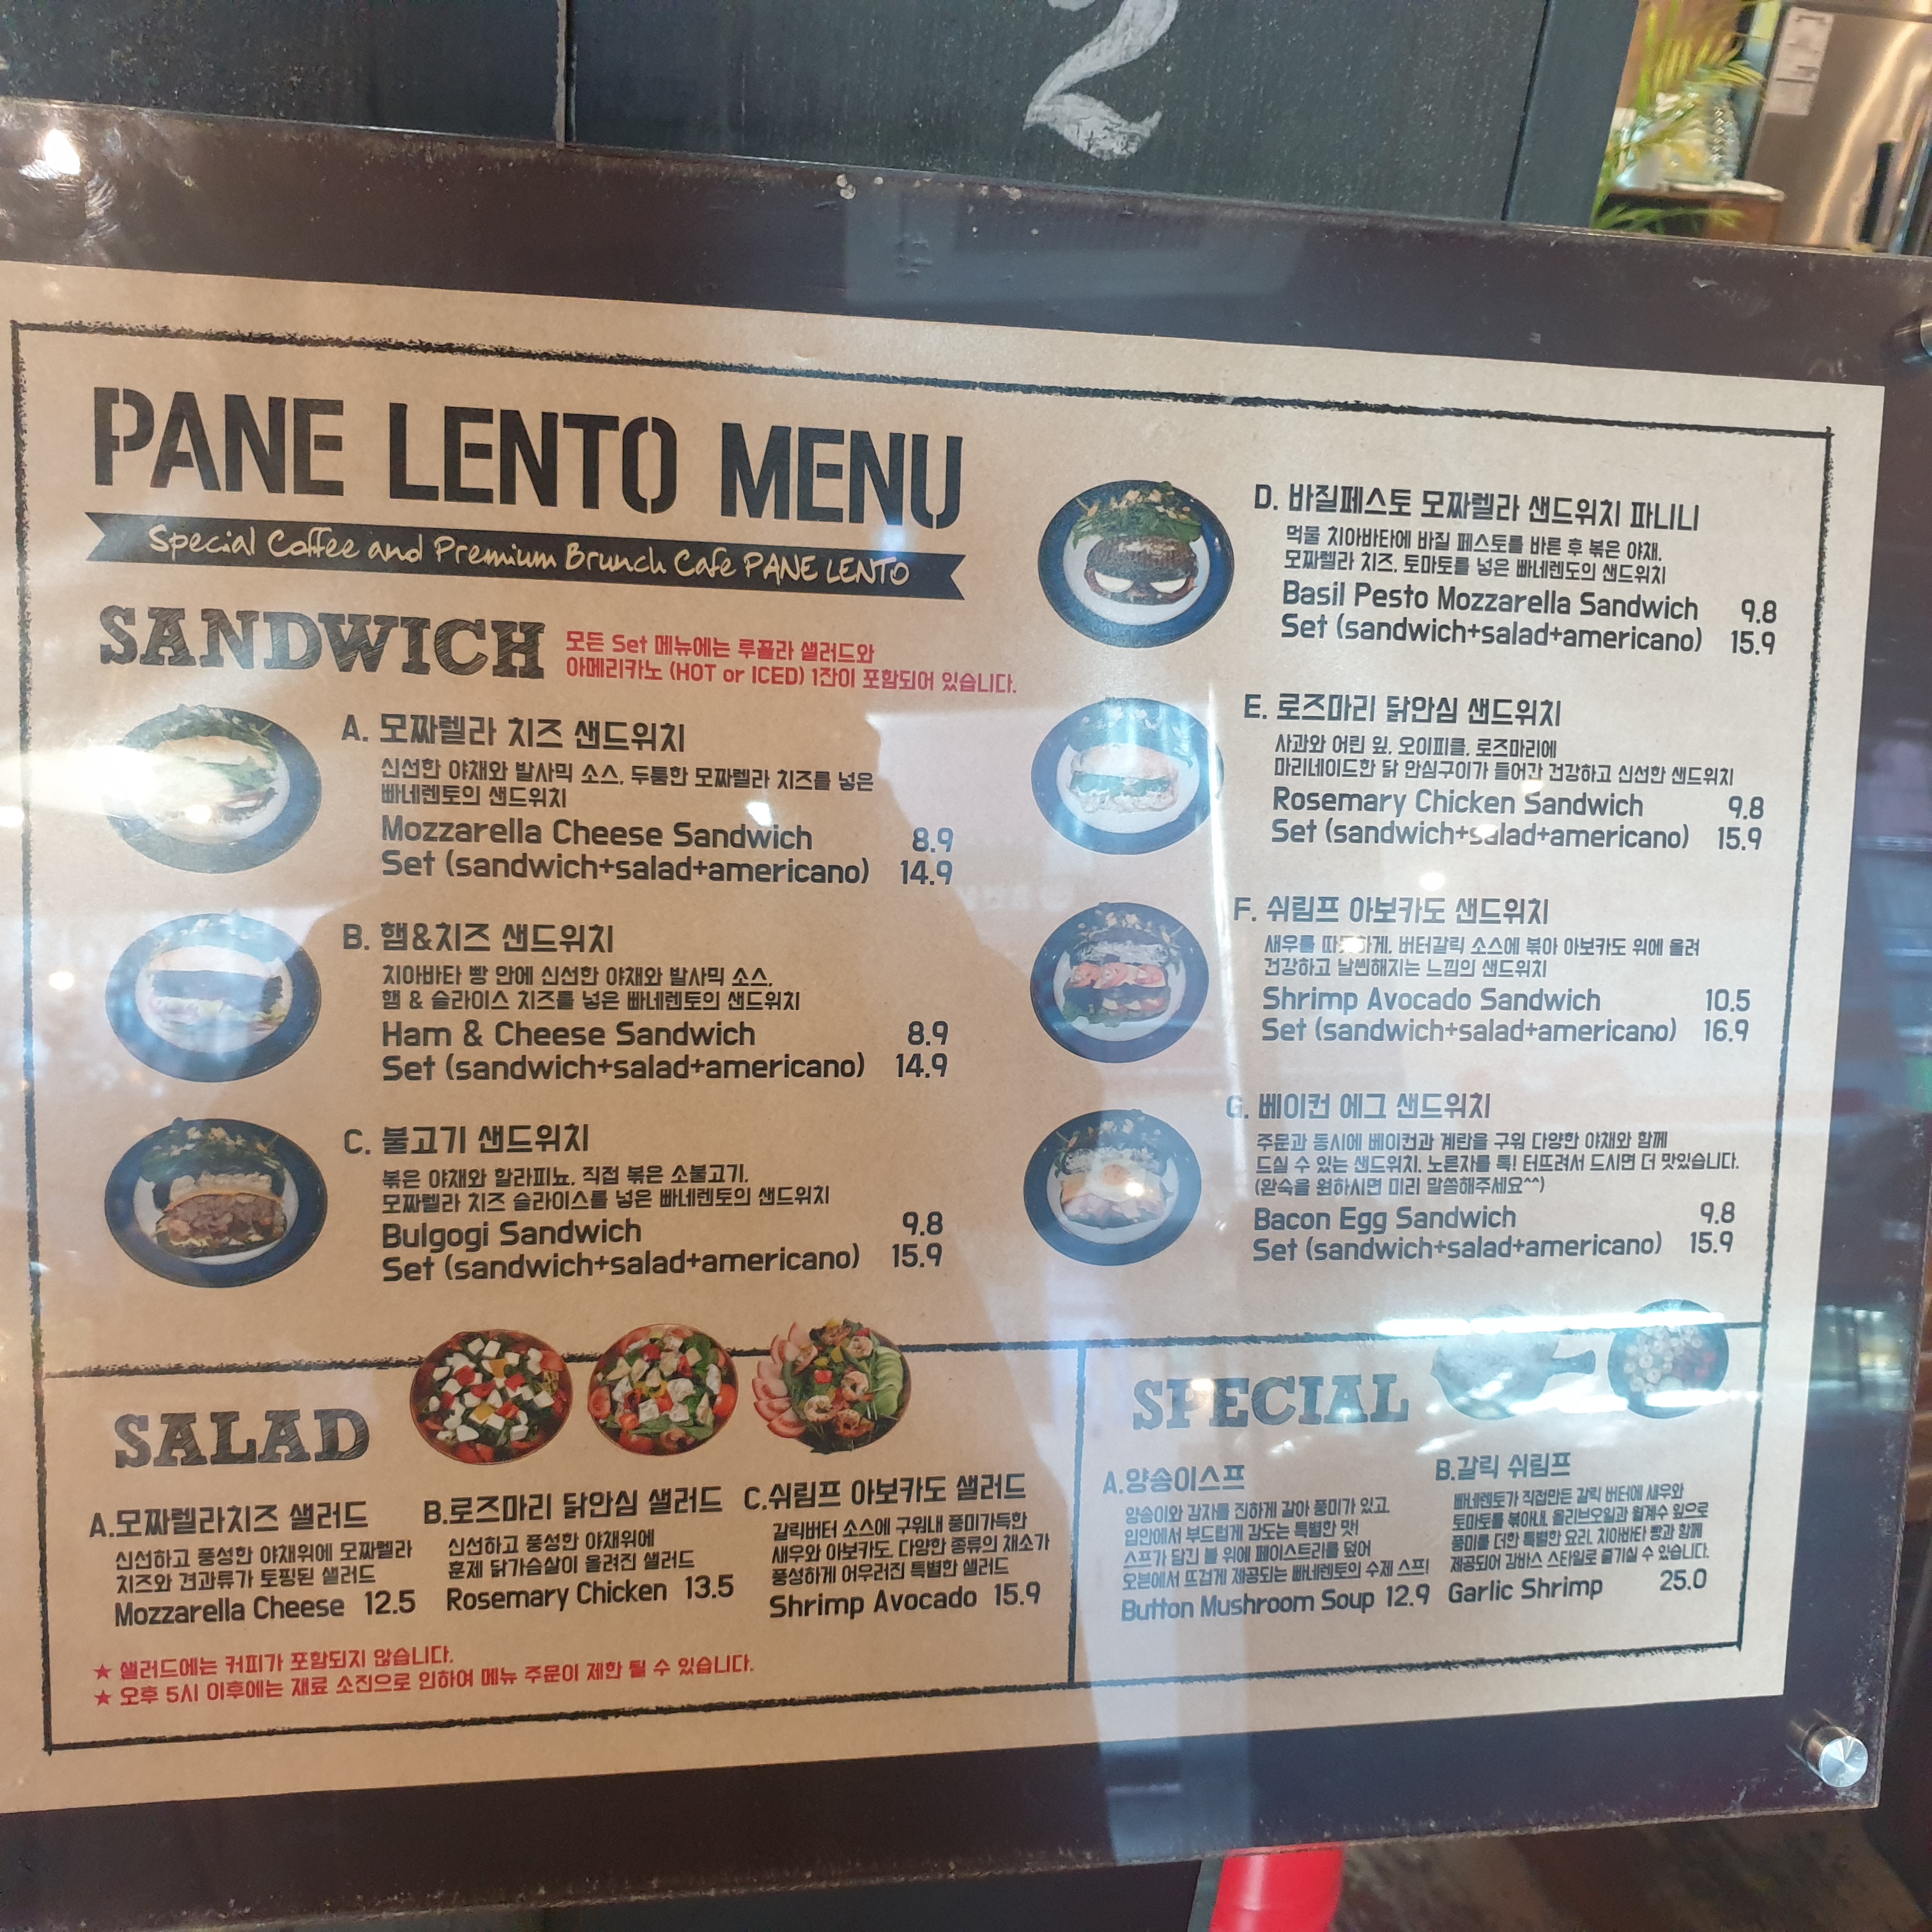 2
PANE LENTO MENU
Special Coffee and Premium Brunch Cafe PANE LENTO
SANDWICH
모든 Set 메뉴에는 루꼴라 샐러드와
아메리카노 (HOT or ICED) 1잔이 포함되어 있습니다.
A. 모짜렐라 치즈 샌드위치
신선한 야채와 발사믹 소스, 두툼한 모짜렐라 치즈를 넣은
빠네렌토의 샌드위치
Mozzarella Cheese Sandwich 8.9
Set (sandwich+salad+americano) 14.9
B. 햄&치즈 샌드위치
치아바타 빵 안에 신선한 야채와 발사믹 소스,
햄 & 슬라이스 치즈를 넣은 빠네렌토의 샌드위치
Ham & Cheese Sandwich 8.9
Set (sandwich+salad+americano) 14.9
C. 불고기 샌드위치
볶은 야채와 할라피뇨, 직접 볶은 소불고기,
모짜렐라 치즈 슬라이스를 넣은 빠네렌토의 샌드위치
Bulgogi Sandwich 9.8
Set (sandwich+salad+americano) 15.9
D. 바질페스토 모짜렐라 샌드위치 파니니
먹물 치아바타에 바질 페스토를 바른 후 볶은 야채,
모짜렐라 치즈, 토마토를 넣은 빠네렌도의 샌드위치
Basil Pesto Mozzarella Sandwich 9.8
Set (sandwich+salad+americano) 15.9
E. 로즈마리 닭안심 샌드위치
사과와 어린 잎, 오이피클, 로즈마리에
마리네이드한 닭 안심구이가 들어간 건강하고 신선한 샌드위치
Rosemary Chicken Sandwich 9.8
Set (sandwich+salad+americano) 15.9
F. 쉬림프 아보카도 샌드위치
새우를 따뜻하게, 버터갈릭 소스에 볶아 아보카도 위에 올려
건강하고 날씬해지는 느낌의 샌드위치
Shrimp Avocado Sandwich 10.5
Set (sandwich+salad+americano) 16.9
G. 베이컨 에그 샌드위치
주문과 동시에 베이컨과 계란을 구워 다양한 야채와 함께
드실 수 있는 샌드위치. 노른자를 톡! 터뜨려서 드시면 더 맛있습니다.
(완숙을 원하시면 미리 말씀해주세요^^)
Bacon Egg Sandwich 9.8
Set (sandwich+salad+americano) 15.9
SALAD
A.모짜렐라치즈 샐러드
신선하고 풍성한 야채위에 모짜렐라
치즈와 견과류가 토핑된 샐러드
Mozzarella Cheese 12.5
B.로즈마리 닭안심 샐러드
신선하고 풍성한 야채위에
훈제 닭가슴살이 올려진 샐러드
Rosemary Chicken 13.5
C.쉬림프 아보카도 샐러드
갈릭버터 소스에 구워내 풍미가득한
새우와 아보카도, 다양한 종류의 채소가
풍성하게 어우러진 특별한 샐러드
Shrimp Avocado 15.9
★ 샐러드에는 커피가 포함되지 않습니다.
★ 오후 5시 이후에는 재료 소진으로 인하여 메뉴 주문이 제한 될 수 있습니다.
SPECIAL
A.양송이스프
양송이와 감자를 진하게 갈아 풍미가 있고,
입안에서 부드럽게 감도는 특별한 맛!
스프가 담긴 볼 위에 페이스트리를 덮어
오븐에서 뜨겁게 제공되는 빠네렌토의 수제 스프!
Button Mushroom Soup 12.9
B.갈릭 쉬림프
빠네렌토가 직접만든 갈릭 버터에 새우와
토마토를 볶아내, 올리브오일과 월계수 잎으로
풍미를 더한 특별한 요리. 치아바타 빵과 함께
제공되어 감바스 스타일로 즐기실 수 있습니다.
Garlic Shrimp 25.0